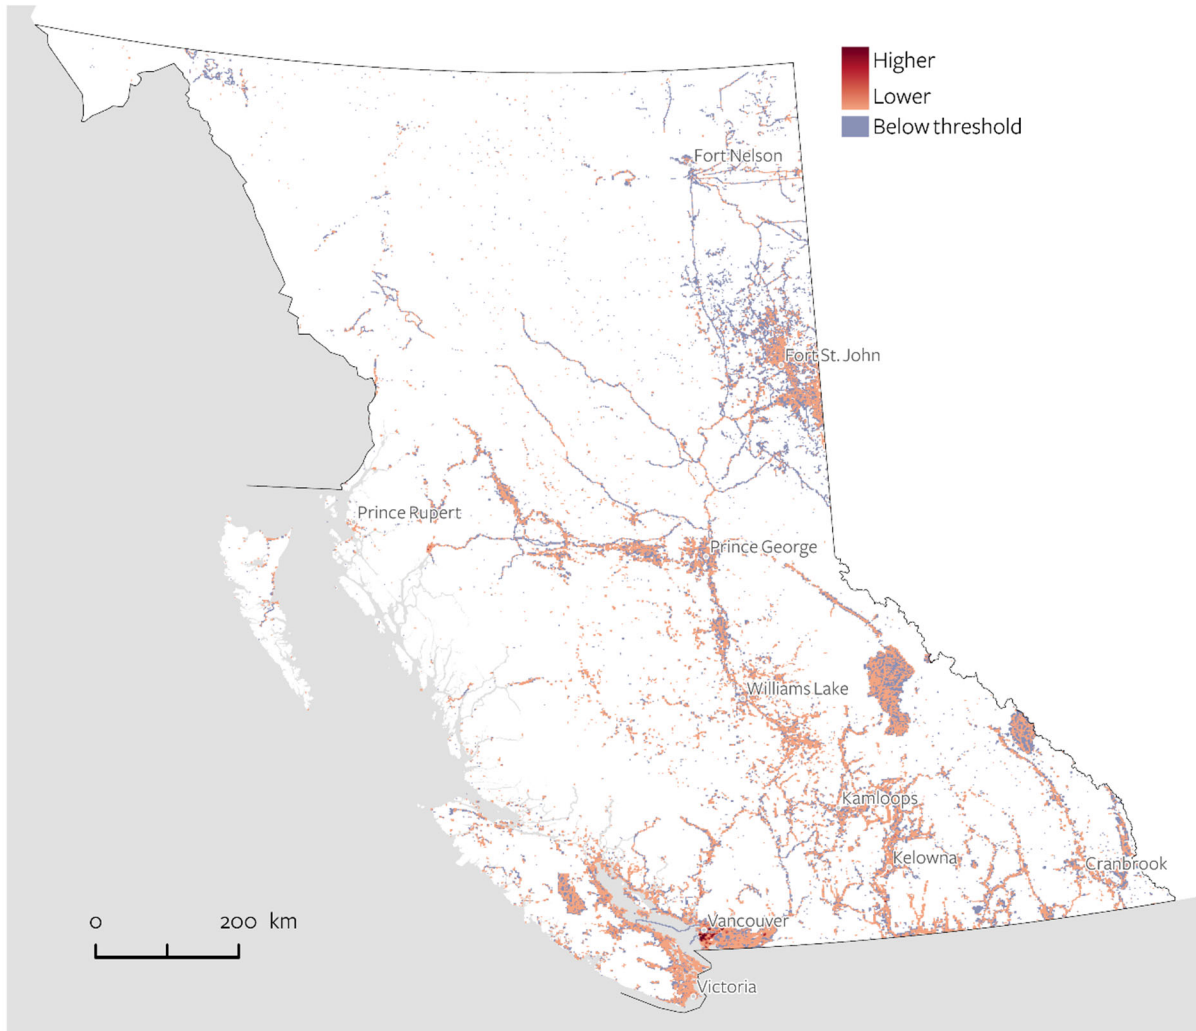 Higher
Lower
Below threshold
Fort Nelson
Fort St. John
Prince Rupert
Prince George
Williams Lake
Kamloops
Kelowna
Cranbrook
0 200 km
Vancouver
Victoria